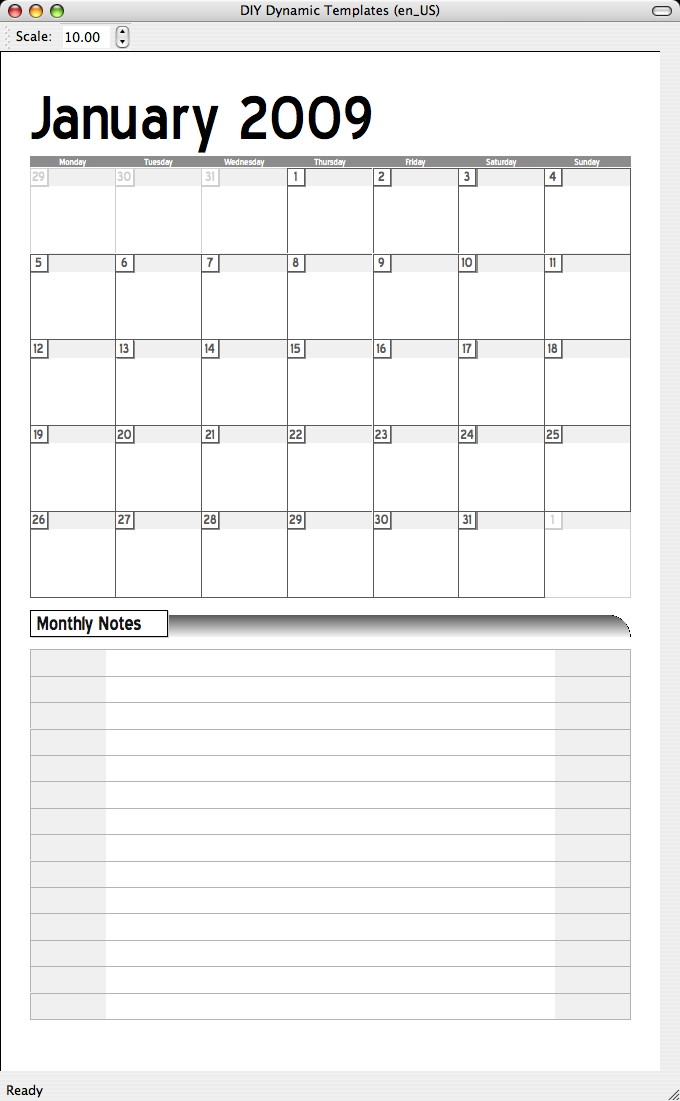 DIY Dynamic Templates (en_US)
Scale: 10.00
January 2009
Monday Tuesday Wednesday Thursday Friday Saturday Sunday
29 30 31 1 2 3 4
5 6 7 8 9 10 11
12 13 14 15 16 17 18
19 20 21 22 23 24 25
26 27 28 29 30 31 1
Monthly Notes
Ready